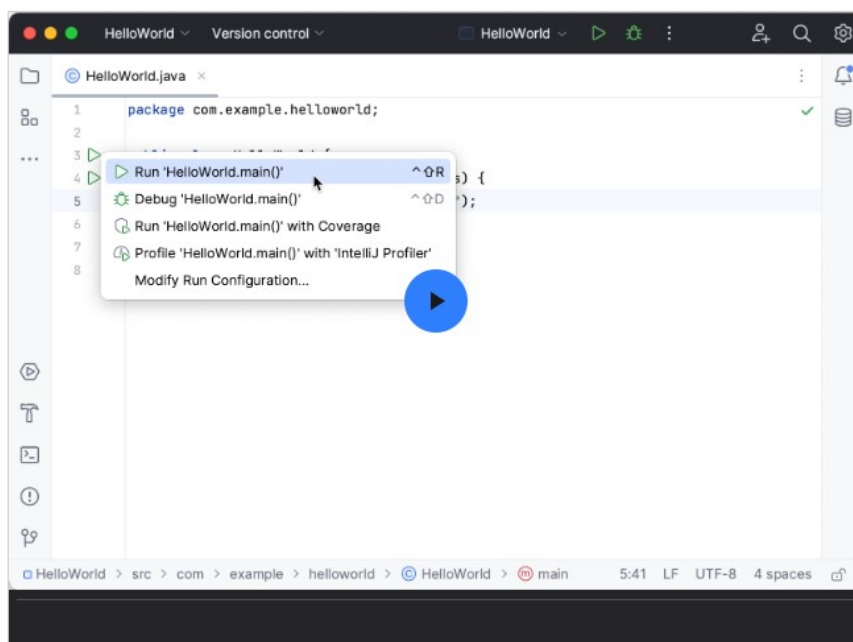 HelloWorld Version control HelloWorld
HelloWorld.java
1 package com.example.helloworld;
2
3
4 s) {
5 ");
6
7
8
Run 'HelloWorld.main()' ^⇧R
Debug 'HelloWorld.main()' ^⇧D
Run 'HelloWorld.main()' with Coverage
Profile 'HelloWorld.main()' with 'IntelliJ Profiler'
Modify Run Configuration...
HelloWorld > src > com > example > helloworld > HelloWorld > main 5:41 LF UTF-8 4 spaces